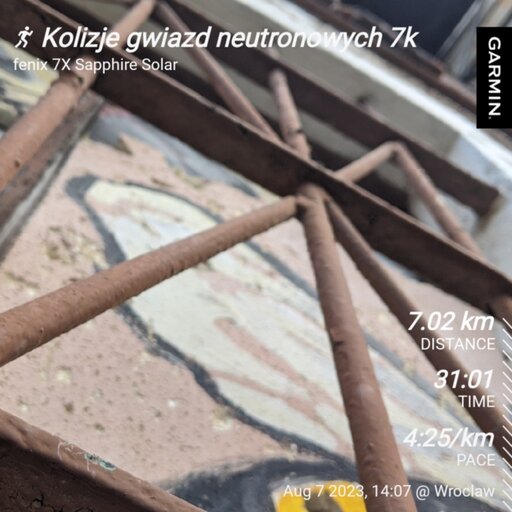 Kolizje gwiazd neutronowych 7k
fenix 7X Sapphire Solar
GARMIN
7.02 km
DISTANCE
31:01
TIME
4:25/km
PACE
Aug 7 2023, 14:07 @ Wroclaw